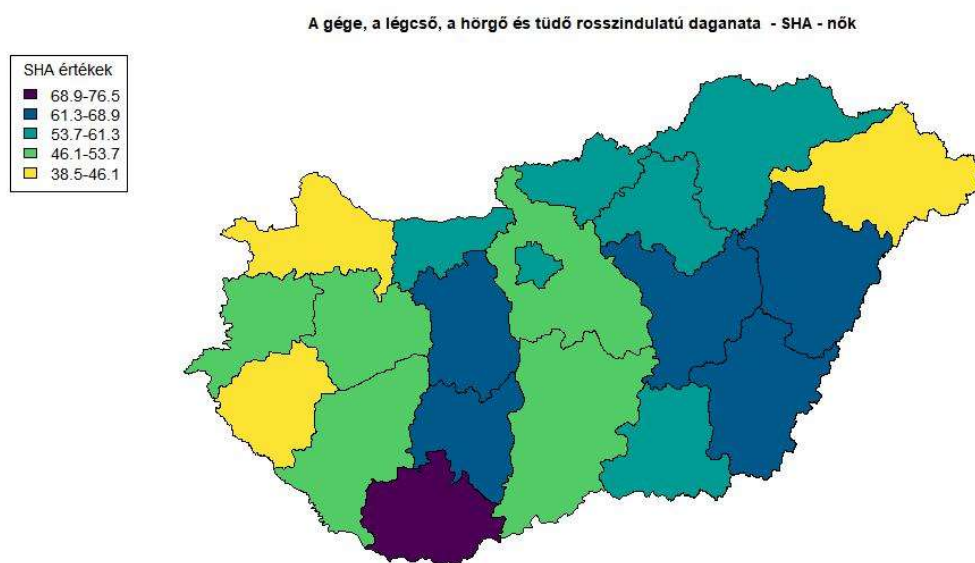 A gége, a légcső, a hörgő és tüdő rosszindulatú daganata - SHA - nők
SHA értékek
68.9-76.5
61.3-68.9
53.7-61.3
46.1-53.7
38.5-46.1